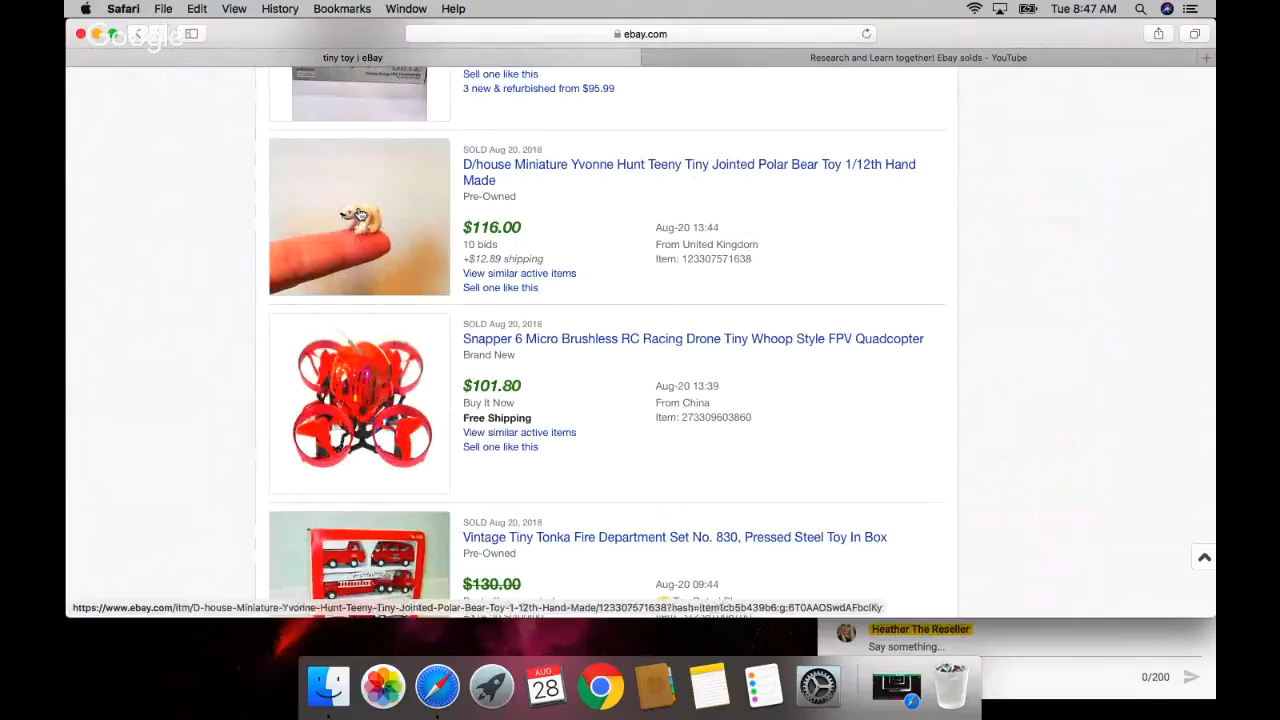 Safari File Edit View History Bookmarks Window Help
Tue 8:47 AM
Google
ebay.com
tiny toy | eBay
Research and Learn together! Ebay solds - YouTube
Sell one like this
3 new & refurbished from $95.99
SOLD Aug 20, 2018
D/house Miniature Yvonne Hunt Teeny Tiny Jointed Polar Bear Toy 1/12th Hand
Made
Pre-Owned
$116.00
Aug-20 13:44
10 bids
From United Kingdom
+$12.89 shipping
Item: 123307571638
View similar active items
Sell one like this
SOLD Aug 20, 2018
Snapper 6 Micro Brushless RC Racing Drone Tiny Whoop Style FPV Quadcopter
Brand New
$101.80
Aug-20 13:39
Buy It Now
From China
Free Shipping
Item: 273309603860
View similar active items
Sell one like this
SOLD Aug 20, 2018
Vintage Tiny Tonka Fire Department Set No. 830, Pressed Steel Toy In Box
Pre-Owned
$130.00
Aug-20 09:44
Heather The Reseller
Say something...
AUG
28
0/200